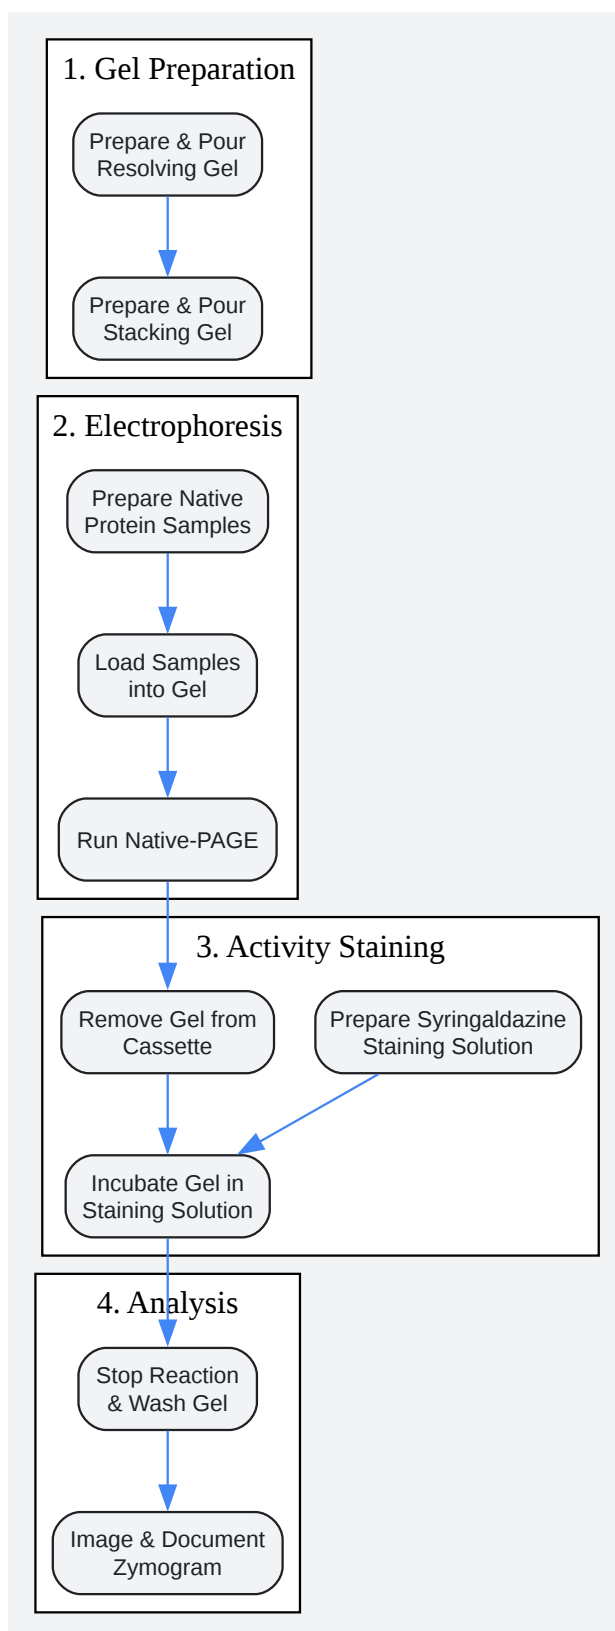 1. Gel Preparation
Prepare & Pour
Resolving Gel
Prepare & Pour
Stacking Gel
2. Electrophoresis
Prepare Native
Protein Samples
Load Samples
into Gel
Run Native-PAGE
3. Activity Staining
Remove Gel from
Cassette
Prepare Syringaldazine
Staining Solution
Incubate Gel in
Staining Solution
4. Analysis
Stop Reaction
& Wash Gel
Image & Document
Zymogram